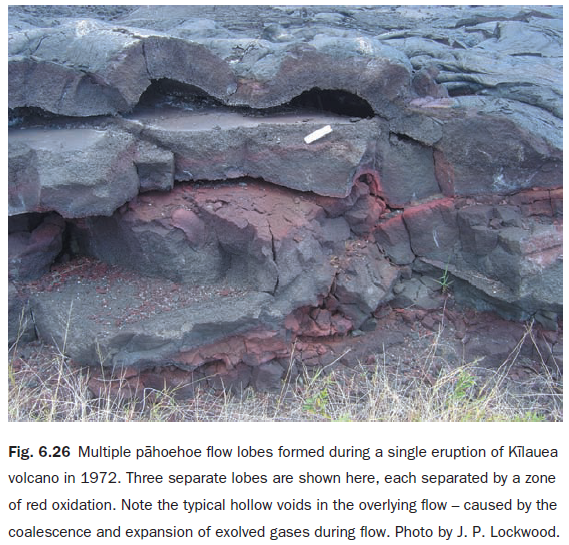 Fig. 6.26 Multiple pāhoehoe flow lobes formed during a single eruption of Kīlauea
volcano in 1972. Three separate lobes are shown here, each separated by a zone
of red oxidation. Note the typical hollow voids in the overlying flow – caused by the
coalescence and expansion of exolved gases during flow. Photo by J. P. Lockwood.